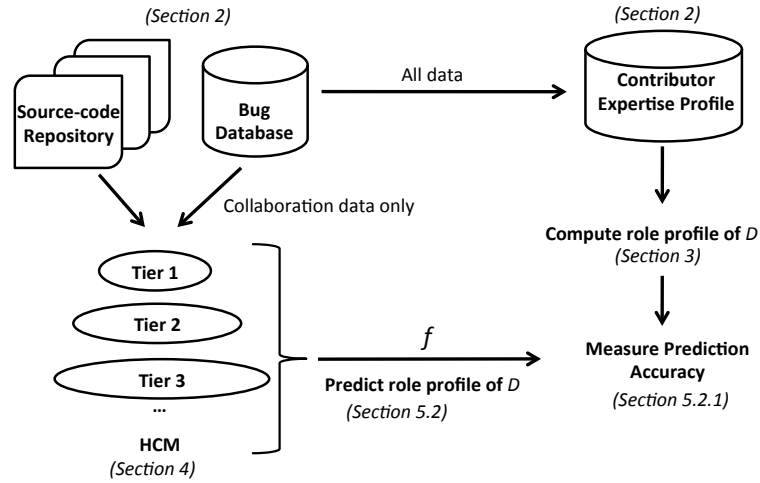 (Section 2)
(Section 2)
Source-code
Repository
Bug
Database
All data
Contributor
Expertise Profile
Collaboration data only
Compute role profile of D
(Section 3)
Tier 1
Tier 2
Tier 3
...
HCM
(Section 4)
f
Predict role profile of D
(Section 5.2)
Measure Prediction
Accuracy
(Section 5.2.1)